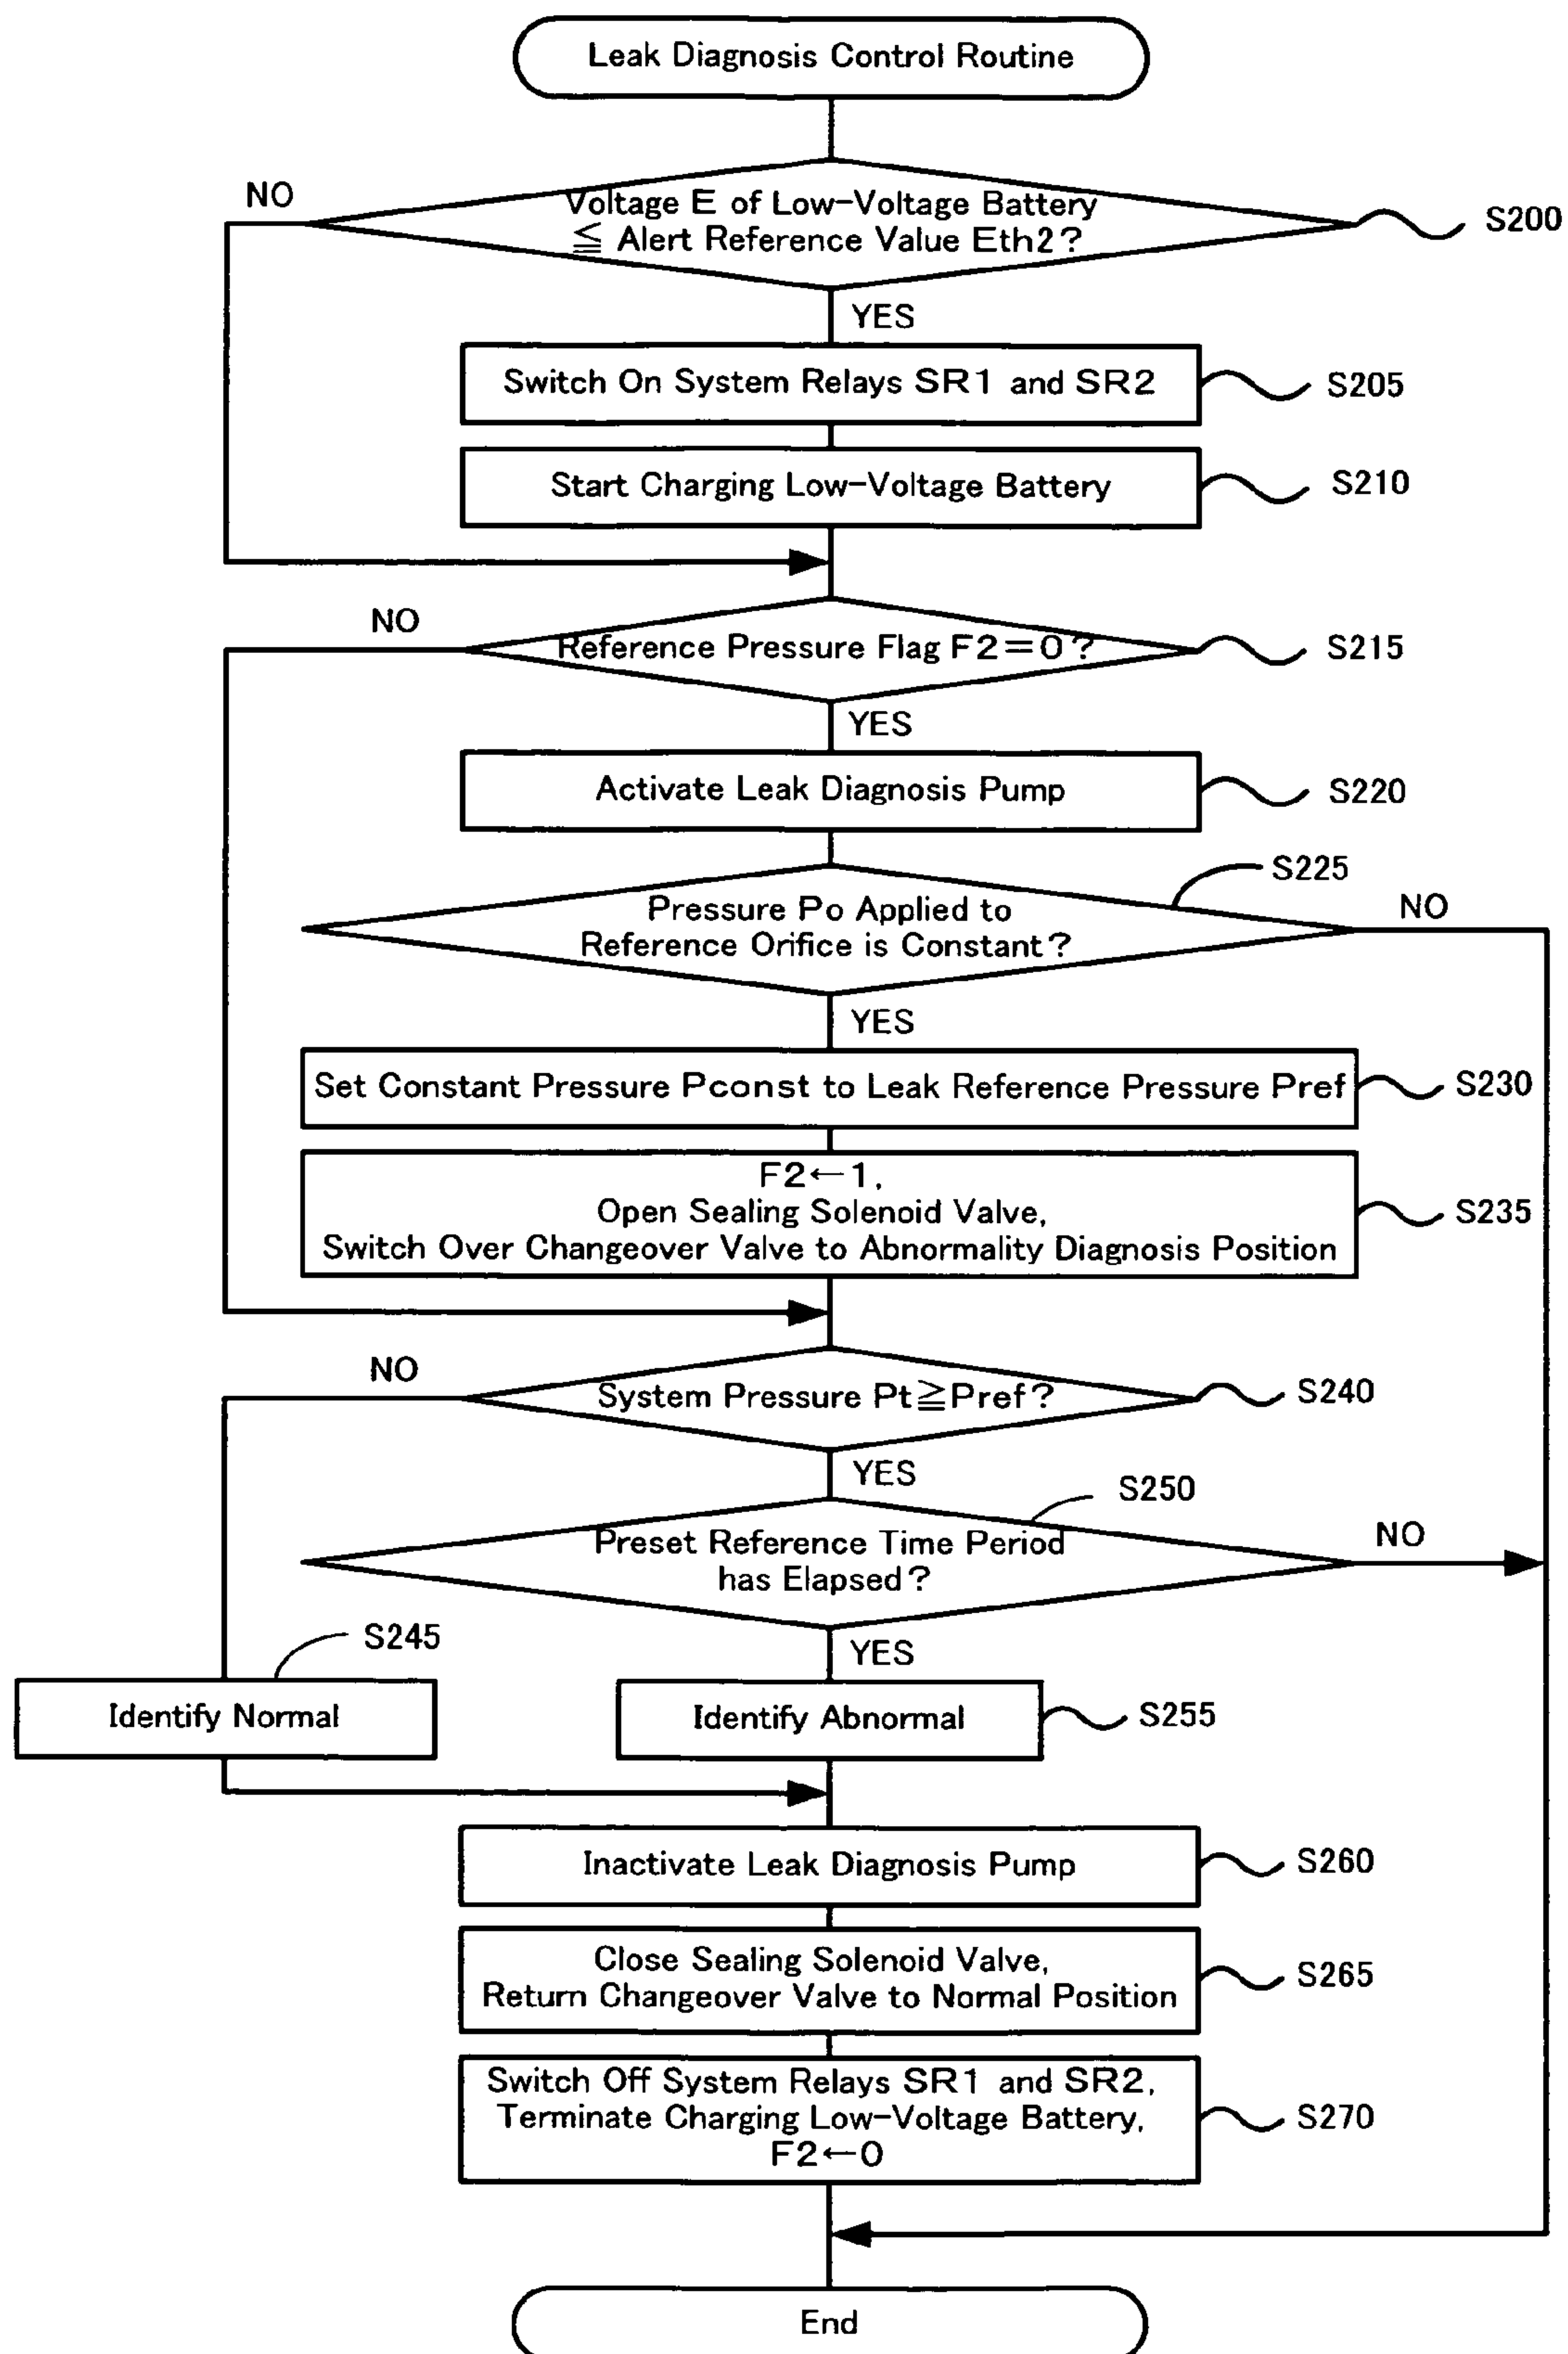 Leak Diagnosis Control Routine
NO
Voltage E of Low-Voltage Battery
≦ Alert Reference Value Eth2?
S200
YES
Switch On System Relays SR1 and SR2
S205
Start Charging Low-Voltage Battery
S210
NO
Reference Pressure Flag F2=0?
S215
YES
Activate Leak Diagnosis Pump
S220
S225
Pressure Po Applied to
Reference Orifice is Constant?
NO
YES
Set Constant Pressure Pconst to Leak Reference Pressure Pref
S230
F2←1,
Open Sealing Solenoid Valve,
Switch Over Changeover Valve to Abnormality Diagnosis Position
S235
NO
System Pressure Pt≧Pref?
S240
YES
S250
Preset Reference Time Period
has Elapsed?
NO
S245
YES
Identify Normal
Identify Abnormal
S255
Inactivate Leak Diagnosis Pump
S260
Close Sealing Solenoid Valve,
Return Changeover Valve to Normal Position
S265
Switch Off System Relays SR1 and SR2,
Terminate Charging Low-Voltage Battery,
F2←0
S270
End